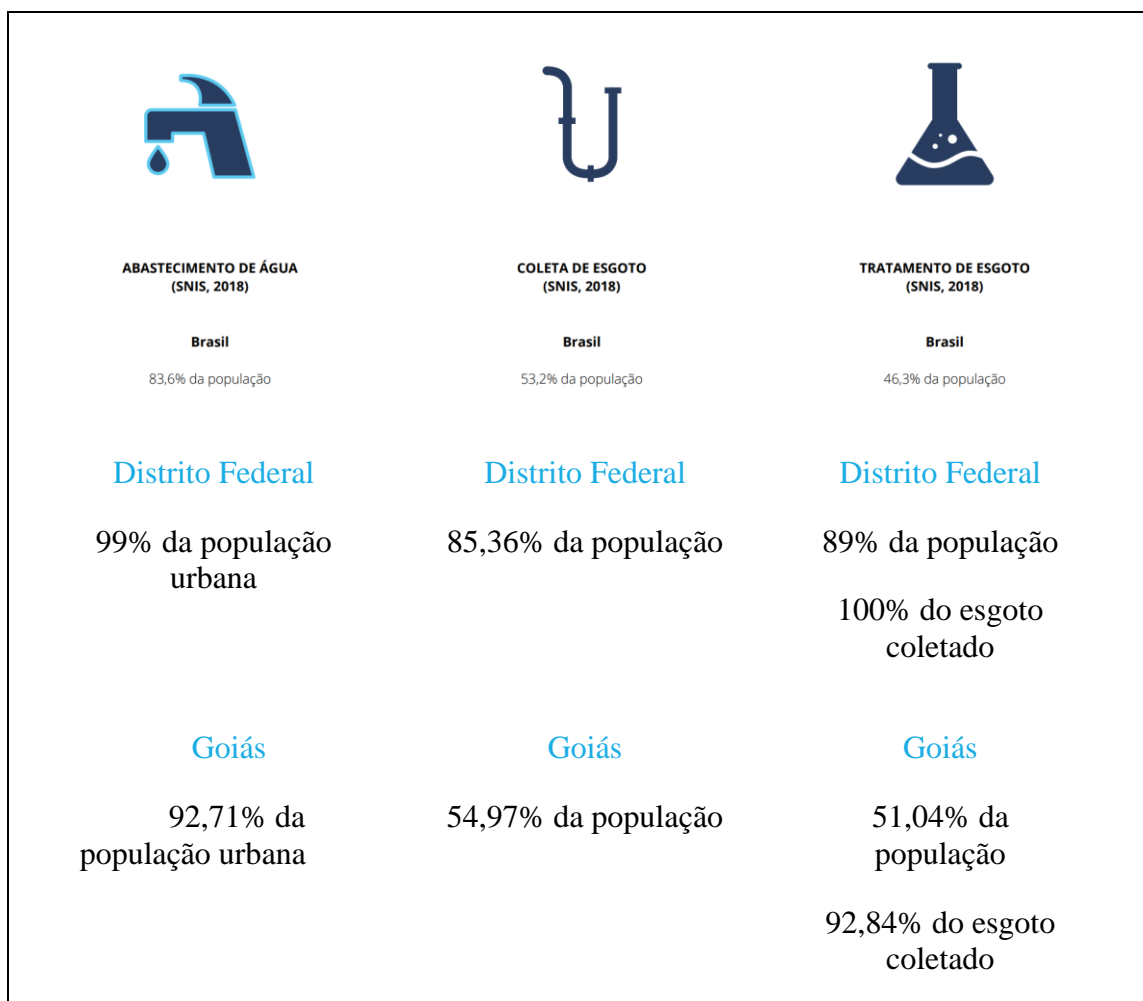 ABASTECIMENTO DE ÁGUA
(SNIS, 2018)
Brasil
83,6% da população
COLETA DE ESGOTO
(SNIS, 2018)
Brasil
53,2% da população
TRATAMENTO DE ESGOTO
(SNIS, 2018)
Brasil
46,3% da população
Distrito Federal
99% da população
urbana
Distrito Federal
85,36% da população
Distrito Federal
89% da população
100% do esgoto
coletado
Goiás
92,71% da
população urbana
Goiás
54,97% da população
Goiás
51,04% da
população
92,84% do esgoto
coletado